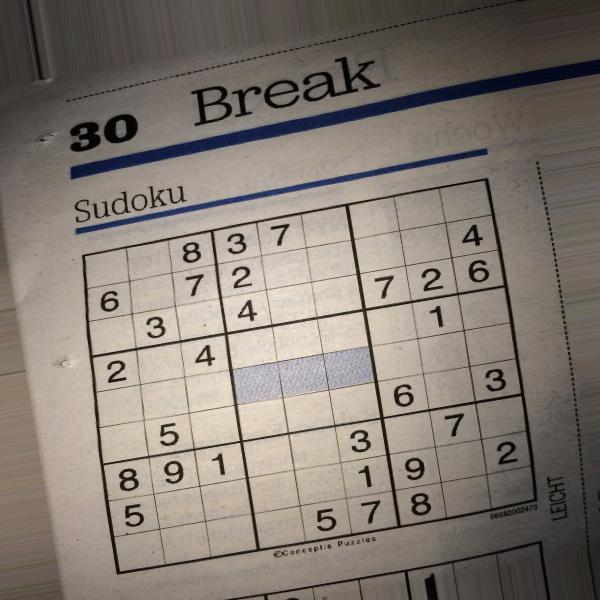 30 Break
Sudoku
8 3 7
6 7 2 4
3 4 7 2 6
2 4 1
5 6 3
8 9 1 3 7
5 1 9 2
5 7 8
©Conceptis Puzzles
LEICHT